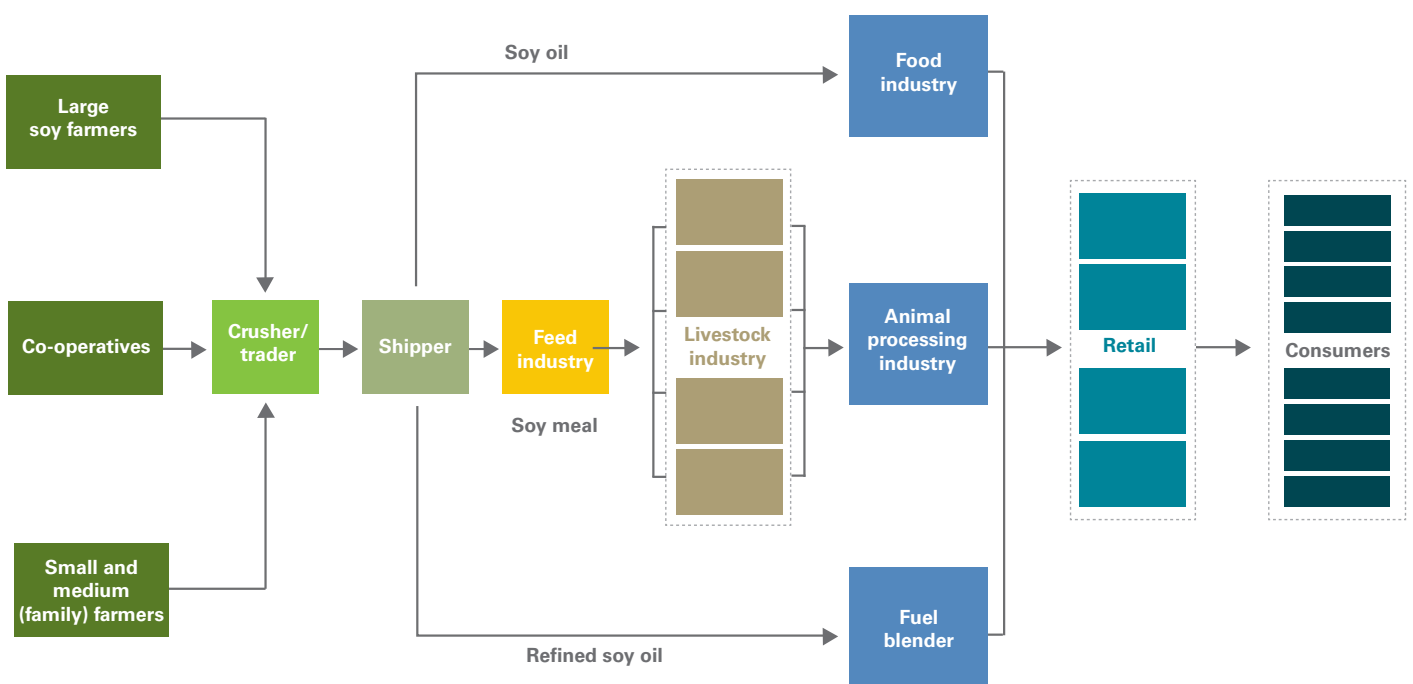 Soy oil
Food
industry
Large
soy farmers
Co-operatives
Crusher/
trader
Shipper
Feed
industry
Soy meal
Livestock
industry
Animal
processing
industry
Retail
Consumers
Small and
medium
(family) farmers
Fuel
blender
Refined soy oil